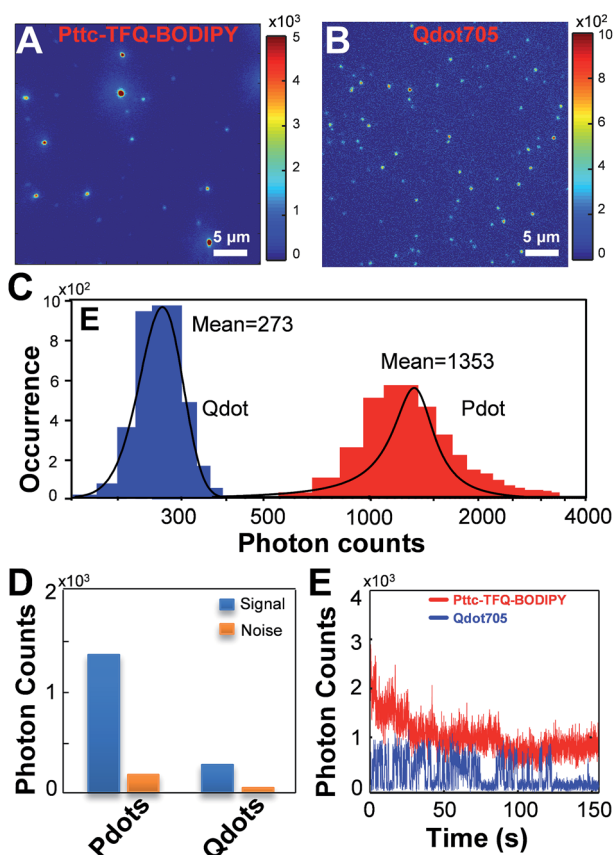 A
Pttc-TFQ-BODIPY
x10³
5
4
3
2
1
0
5 µm
B
Qdot705
x10²
10
8
6
4
2
0
5 µm
C
x10²
E
10
8
6
4
2
0
Occurrence
Mean=273
Qdot
Mean=1353
Pdot
300
500
1000
2000
4000
Photon counts
D
x10³
2
1
0
Photon Counts
Signal
Noise
Pdots
Qdots
E
x10³
4
3
2
1
0
Photon Counts
Pttc-TFQ-BODIPY
Qdot705
0
50
100
150
Time (s)